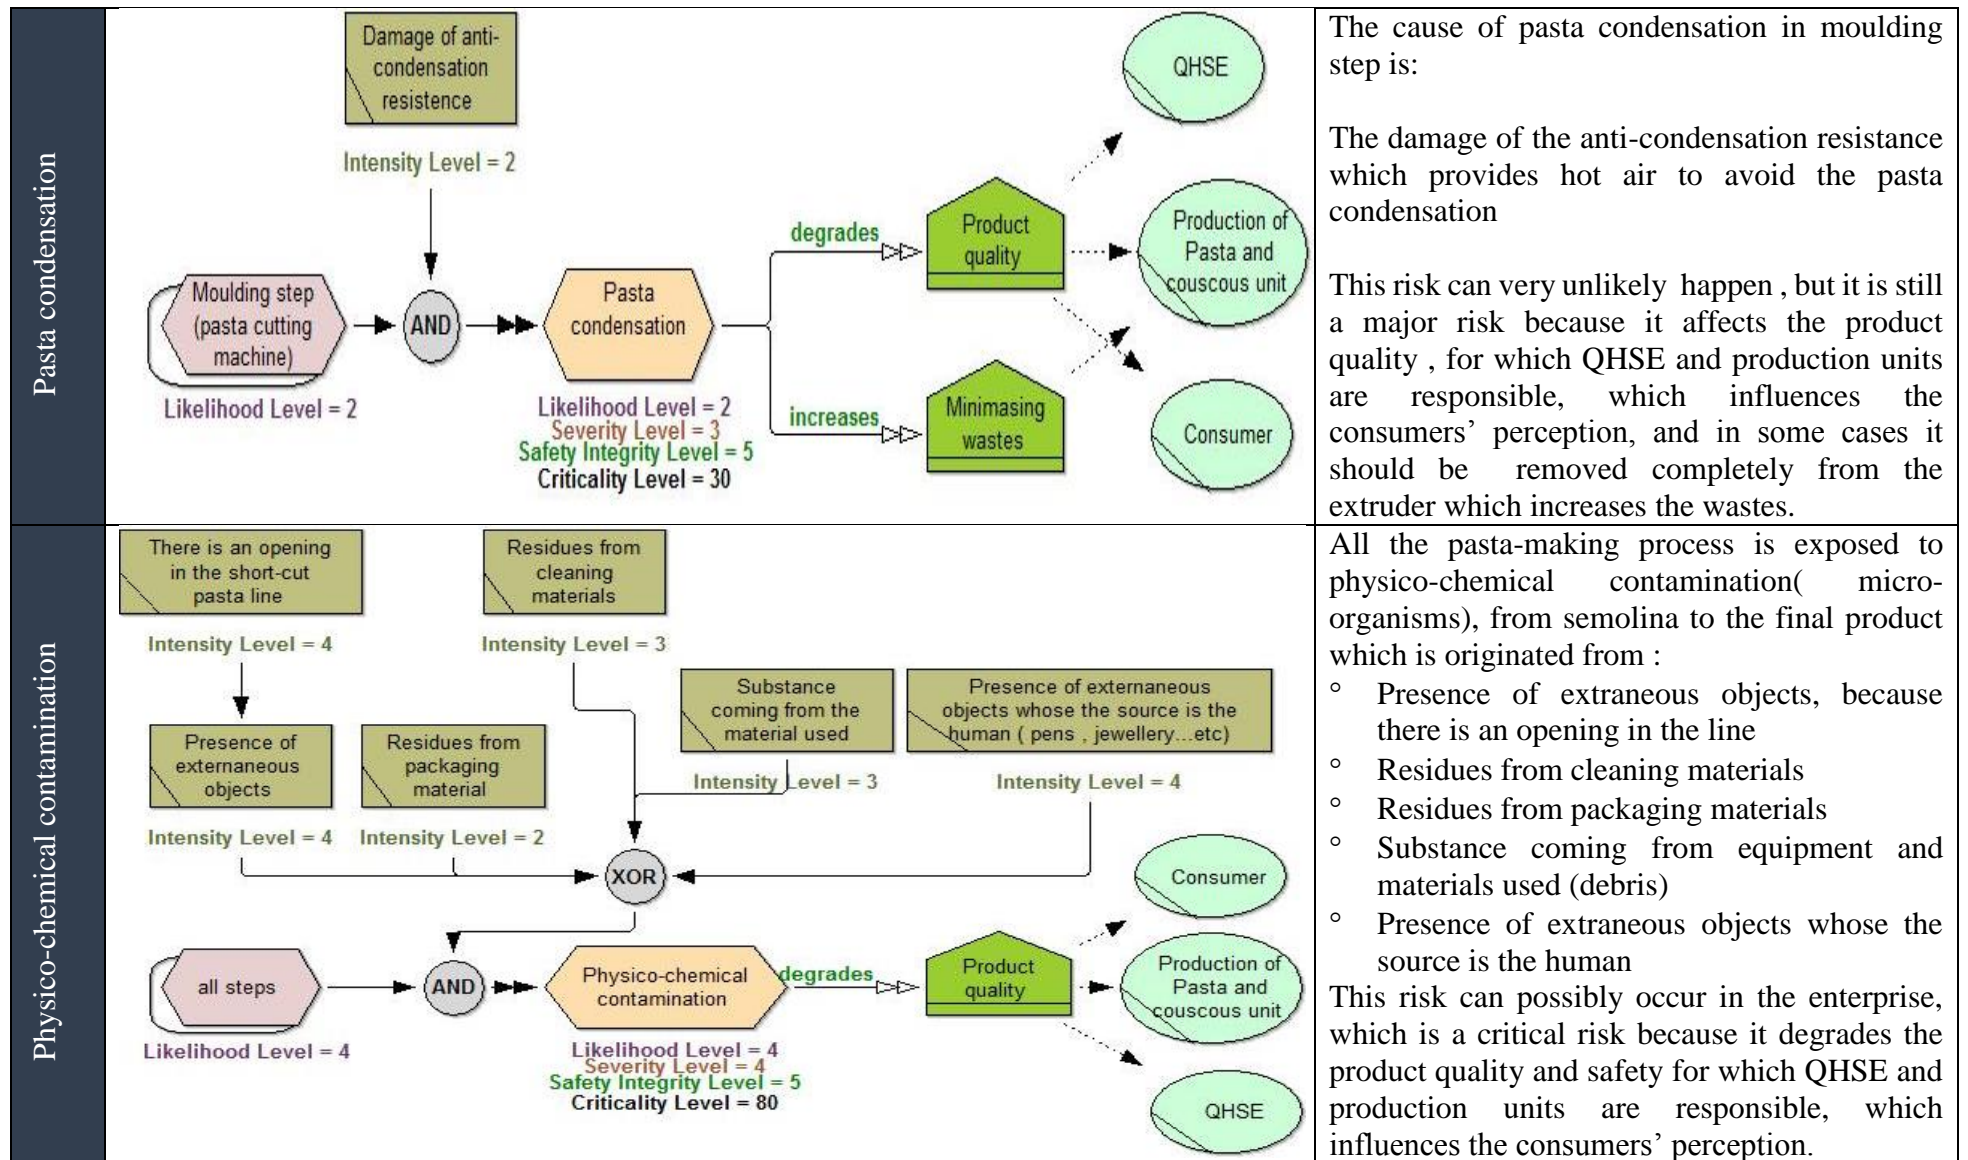 Pasta condensation
Damage of anti-
condensation
resistence
Intensity Level = 2
Moulding step
(pasta cutting
machine)
Likelihood Level = 2
AND
Pasta
condensation
Likelihood Level = 2
Severity Level = 3
Safety Integrity Level = 5
Criticality Level = 30
degrades
increases
Product
quality
Minimasing
wastes
QHSE
Production of
Pasta and
couscous unit
Consumer
The cause of pasta condensation in moulding
step is:
The damage of the anti-condensation resistance
which provides hot air to avoid the pasta
condensation
This risk can very unlikely happen , but it is still
a major risk because it affects the product
quality , for which QHSE and production units
are responsible, which influences the
consumers’ perception, and in some cases it
should be removed completely from the
extruder which increases the wastes.
Physico-chemical contamination
There is an opening
in the short-cut
pasta line
Intensity Level = 4
Residues from
cleaning
materials
Intensity Level = 3
Presence of
externaneous
objects
Intensity Level = 4
Residues from
packaging
material
Intensity Level = 2
Substance
coming from the
material used
Intensity Level = 3
Presence of externaneous
objects whose the source is the
human ( pens , jewellery...etc)
Intensity Level = 4
XOR
all steps
Likelihood Level = 4
AND
Physico-chemical
contamination
Likelihood Level = 4
Severity Level = 4
Safety Integrity Level = 5
Criticality Level = 80
degrades
Product
quality
Consumer
Production of
Pasta and
couscous unit
QHSE
All the pasta-making process is exposed to
physico-chemical contamination( micro-
organisms), from semolina to the final product
which is originated from :
° Presence of extraneous objects, because
there is an opening in the line
° Residues from cleaning materials
° Residues from packaging materials
° Substance coming from equipment and
materials used (debris)
° Presence of extraneous objects whose the
source is the human
This risk can possibly occur in the enterprise,
which is a critical risk because it degrades the
product quality and safety for which QHSE and
production units are responsible, which
influences the consumers’ perception.